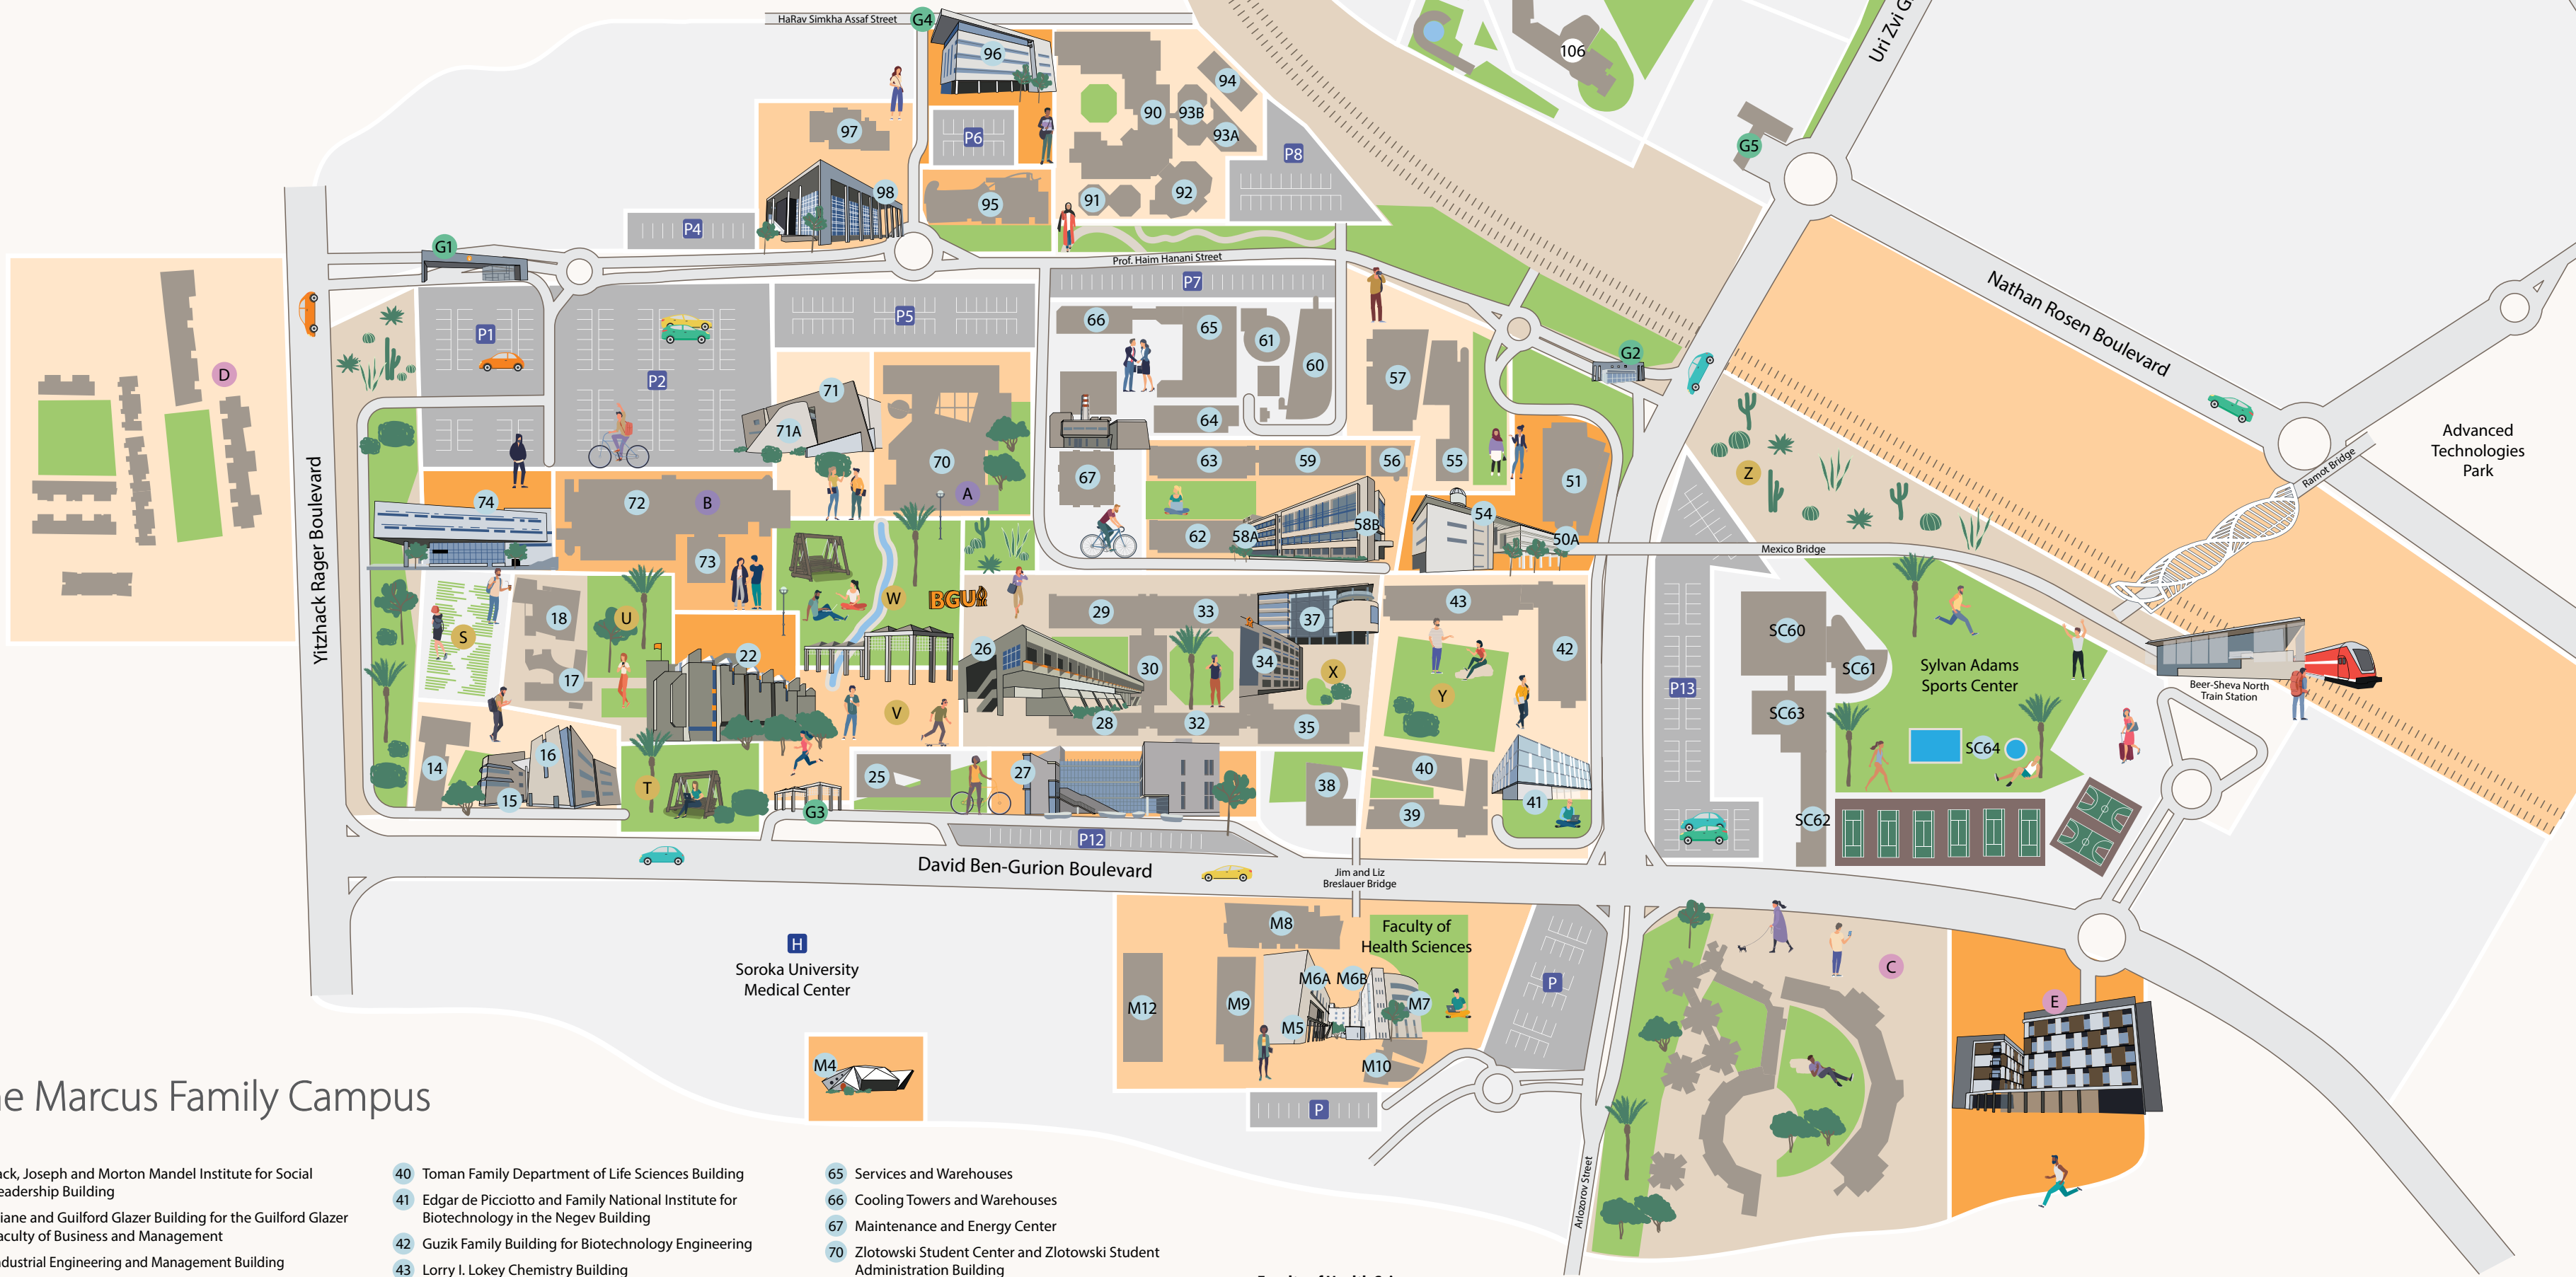 HaRav Simkha Assaf Street
G4
96
106
Uri Zvi G
94
90
93B
93A
97
P6
P8
G5
98
95
91
92
P4
G1
Prof. Haim Hanani Street
P7
Nathan Rosen Boulevard
D
P1
P5
66
65
61
60
57
G2
P2
71
71A
64
Advanced
Technologies
Park
Ramot Bridge
Yitzhack Rager Boulevard
74
72
B
70
A
67
63
59
56
55
51
Z
73
62
58A
58B
54
50A
Mexico Bridge
S
18
U
W
BGU
29
33
37
43
42
SC60
SC61
Sylvan Adams
Sports Center
17
22
26
30
34
X
Y
P13
SC63
Beer-Sheva North
Train Station
V
28
32
35
SC64
14
16
15
T
25
27
38
40
39
41
SC62
G3
P12
David Ben-Gurion Boulevard
Jim and Liz
Breslauer Bridge
H
Soroka University
Medical Center
M8
Faculty of
Health Sciences
M6A
M6B
M12
M9
M7
M5
M10
P
C
E
M4
P
Arlozorov Street
e Marcus Family Campus
ack, Joseph and Morton Mandel Institute for Social
eadership Building
iane and Guilford Glazer Building for the Guilford Glazer
aculty of Business and Management
ndustrial Engineering and Management Building
40 Toman Family Department of Life Sciences Building
41 Edgar de Picciotto and Family National Institute for
Biotechnology in the Negev Building
42 Guzik Family Building for Biotechnology Engineering
43 Lorry I. Lokey Chemistry Building
65 Services and Warehouses
66 Cooling Towers and Warehouses
67 Maintenance and Energy Center
70 Zlotowski Student Center and Zlotowski Student
Administration Building